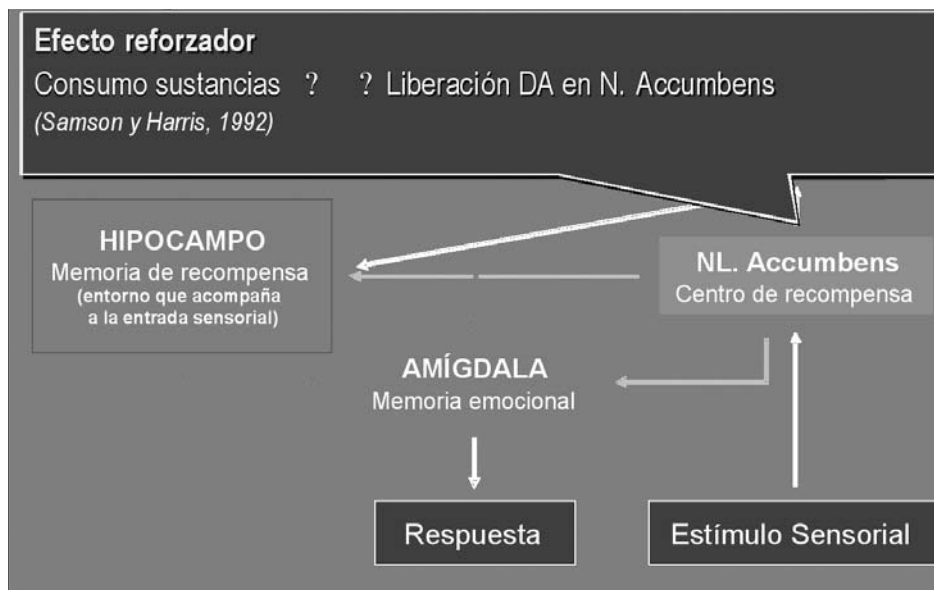 Efecto reforzador
Consumo sustancias ? ? Liberación DA en N. Accumbens
(Samson y Harris, 1992)
HIPOCAMPO
Memoria de recompensa
(entorno que acompaña
a la entrada sensorial)
NL. Accumbens
Centro de recompensa
AMÍGDALA
Memoria emocional
Respuesta
Estímulo Sensorial